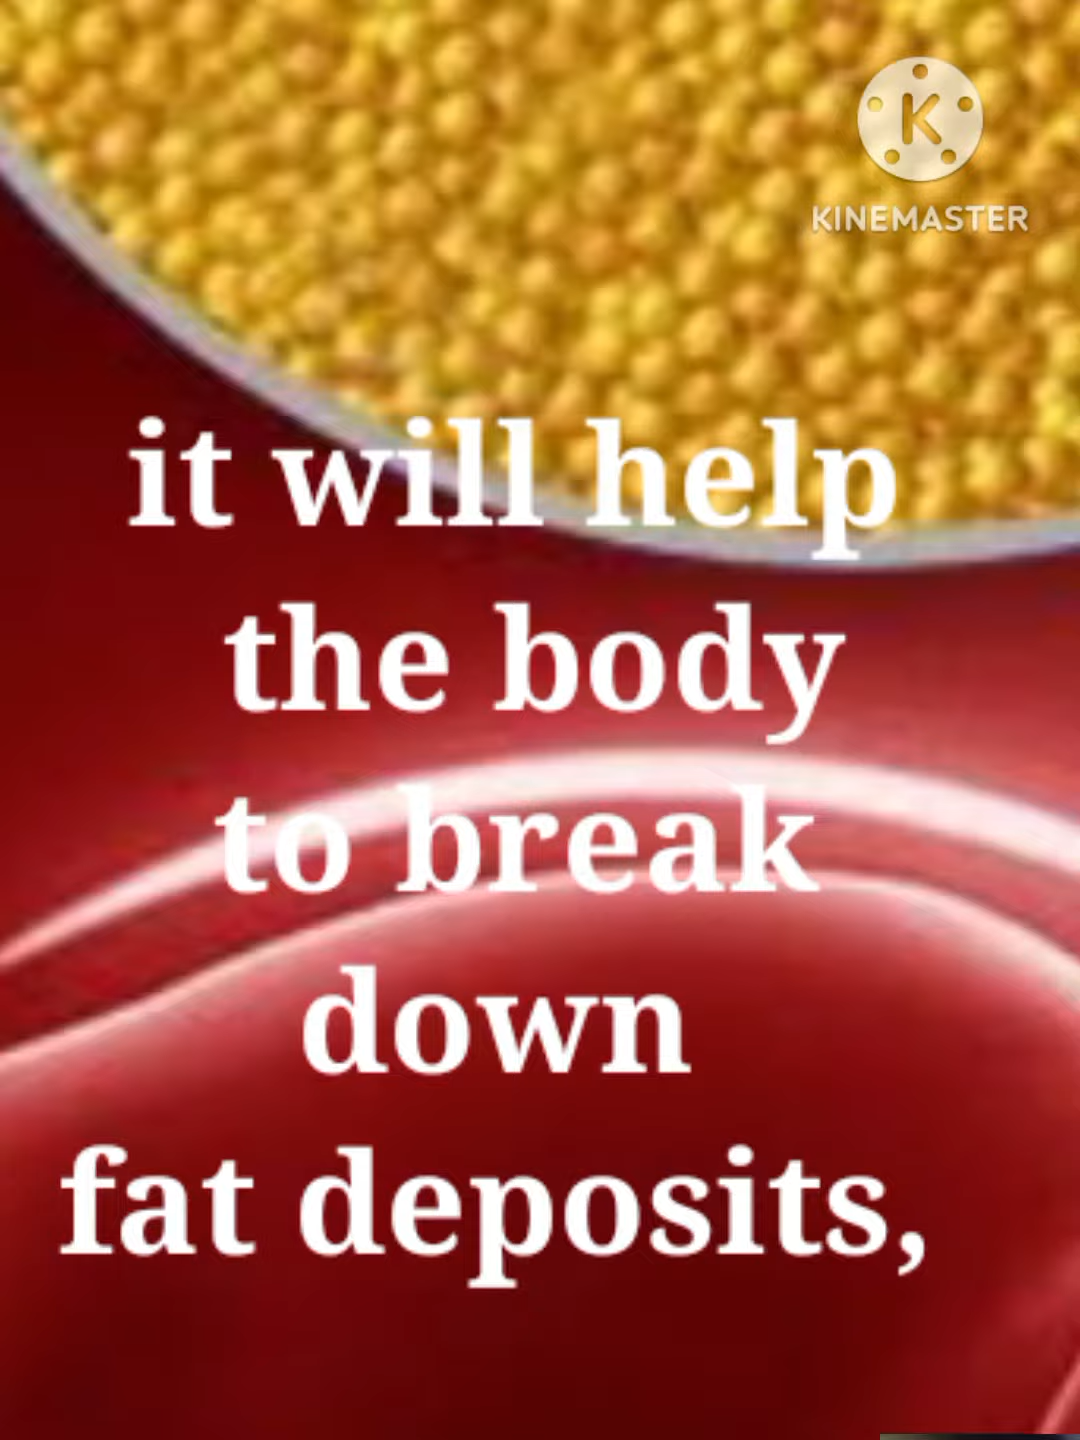 K
KINEMASTER
it will help
the body
to break
down
fat deposits,